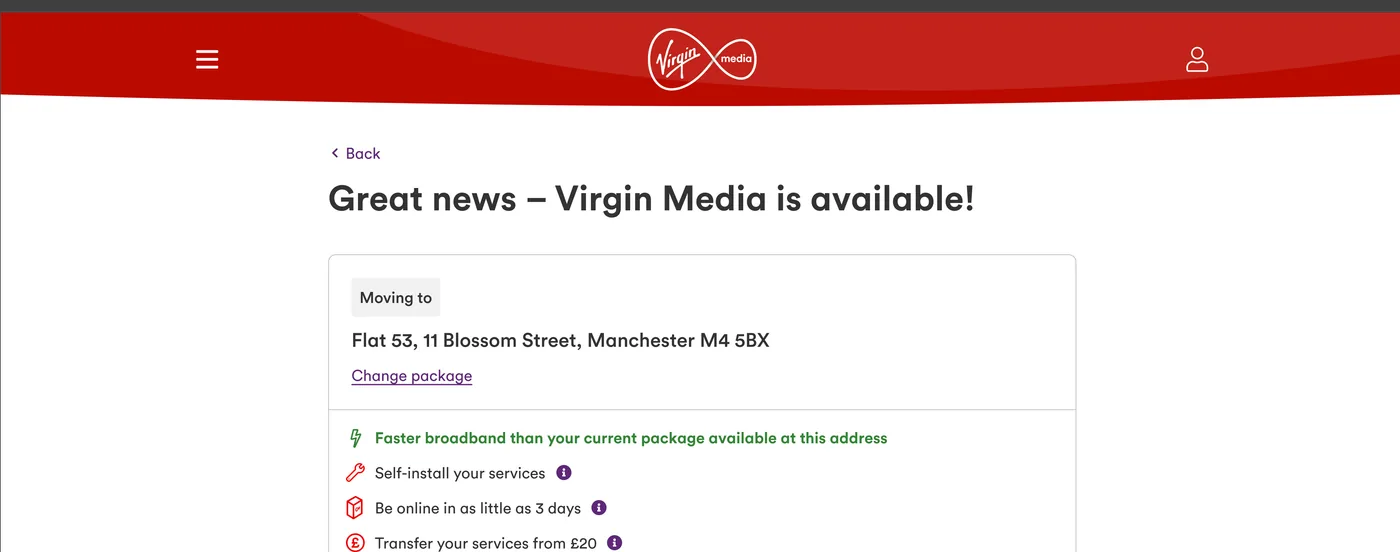 Virgin media
Back
Great news – Virgin Media is available!
Moving to
Flat 53, 11 Blossom Street, Manchester M4 5BX
Change package
Faster broadband than your current package available at this address
Self-install your services
Be online in as little as 3 days
Transfer your services from £20